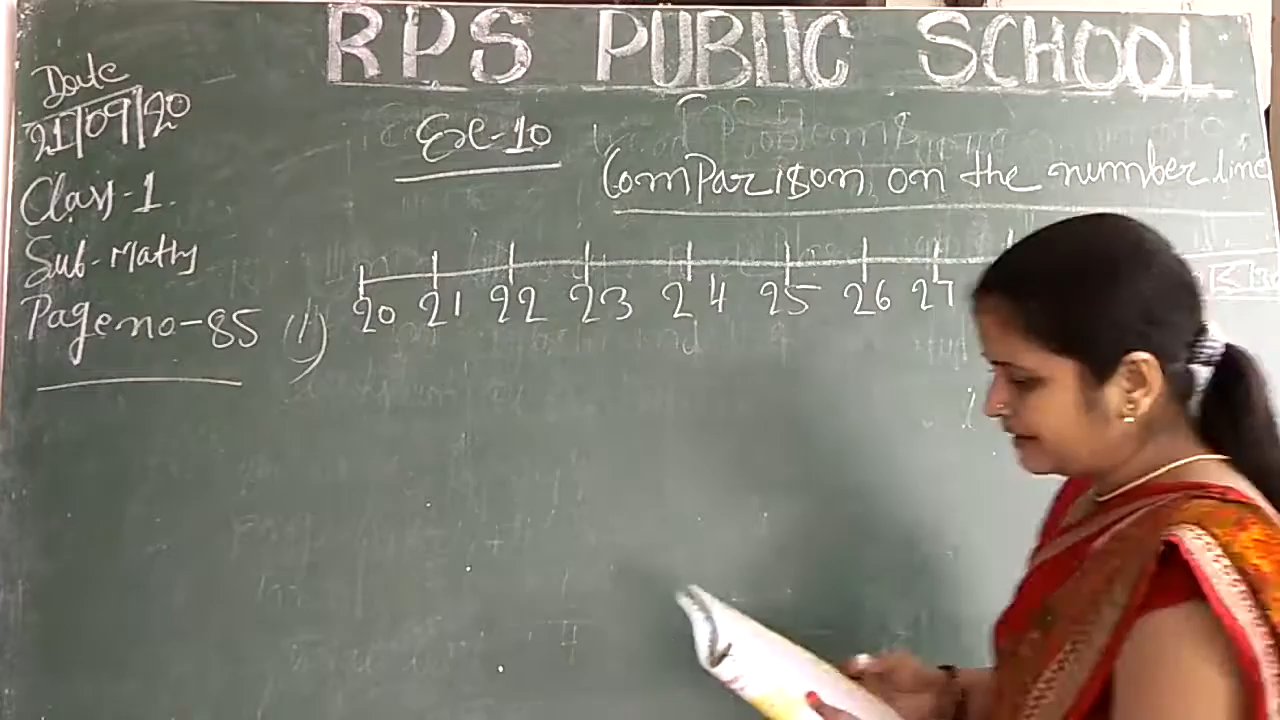 RPS PUBLIC SCHOOL
Date
21/09/20
Class-1.
Sub-Maths
Page no-85
Ex-10
Comparison on the number line
(1) 20 21 22 23 24 25 26 27